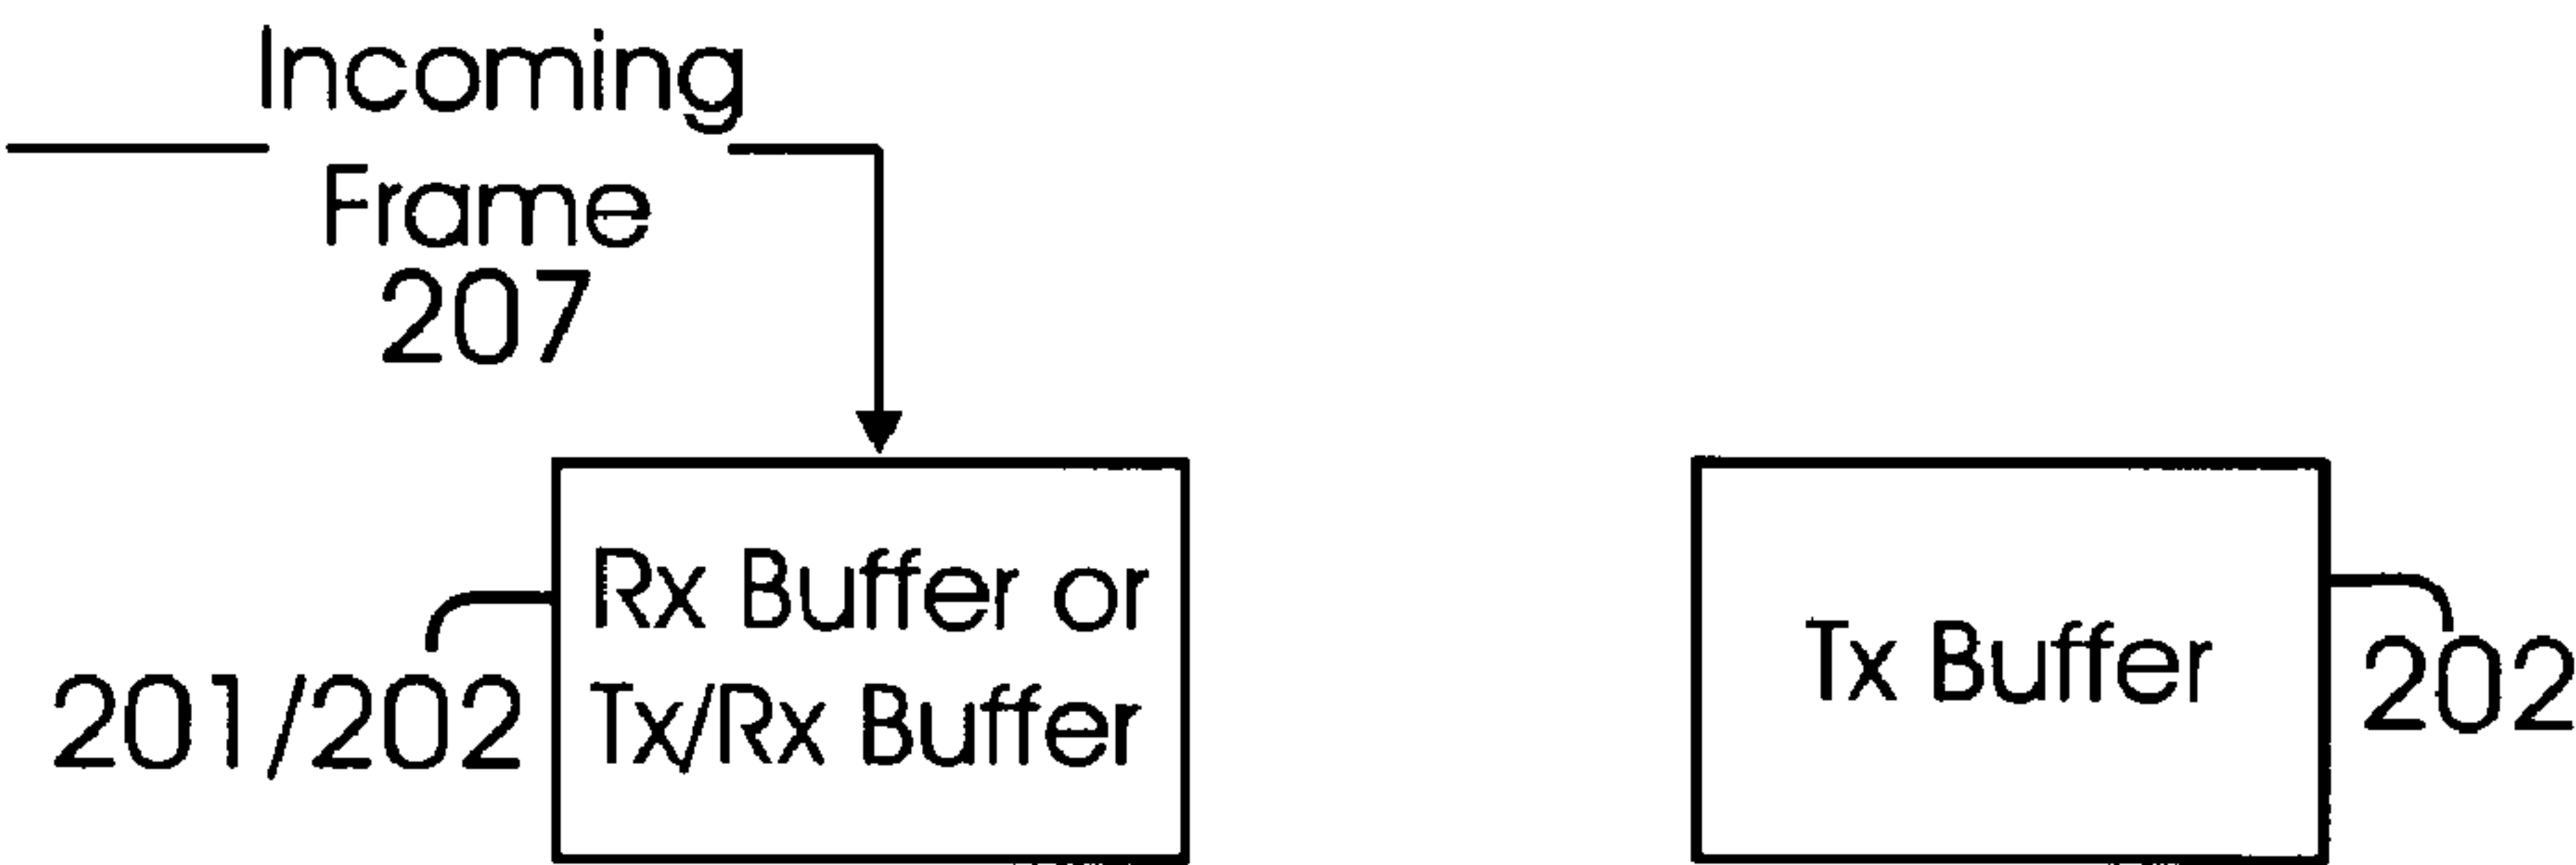 Incoming
Frame
207
Rx Buffer or
Tx/Rx Buffer
201/202
Tx Buffer
202